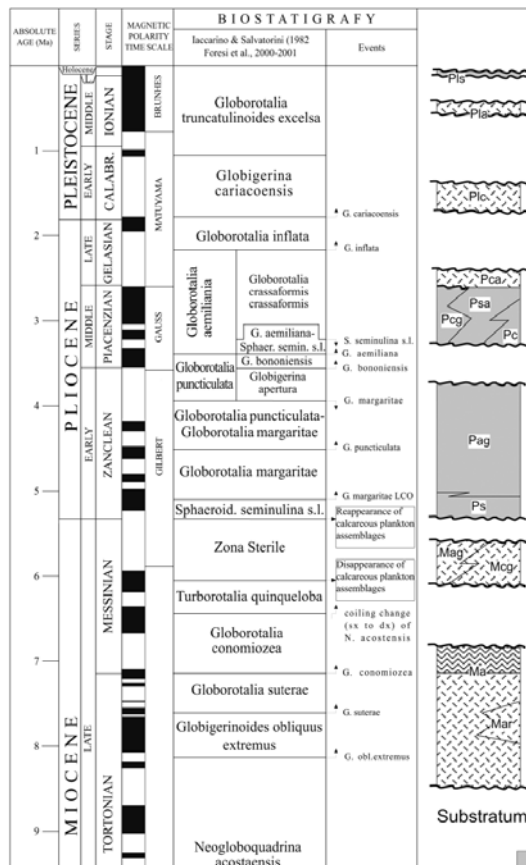 ABSOLUTE
AGE (Ma)
SERIES
STAGE
MAGNETIC
POLARITY
TIME SCALE
BIOSTATIGRAFY
Iaccarino & Salvatorini (1982
Foresi et al., 2000-2001
Events
Holocene
L
PLEISTOCENE
MIDDLE
EARLY
IONIAN
CALABR.
BRUNHES
MATUYAMA
Globorotalia
truncatulinoides excelsa
Globigerina
cariacoensis
G. cariacoensis
Globorotalia inflata
G. inflata
PLIOCENE
LATE
MIDDLE
EARLY
GELASIAN
PIACENZIAN
ZANCLEAN
GAUSS
GILBERT
Globorotalia
aemiliania
Globorotalia
crassaformis
crassaformis
G. aemiliana-
Sphaer. semin. s.l.
S. seminulina s.l.
G. aemiliana
Globorotalia
puncticulata
G. bononiensis
G. bononiensis
Globigerina
apertura
G. margaritae
Globorotalia puncticulata-
Globorotalia margaritae
G. puncticulata
Globorotalia margaritae
G. margaritae LCO
Sphaeroid. seminulina s.l.
Reappearance of
calcareous plankton
assemblages
Zona Sterile
Disappearance of
calcareous plankton
assemblages
MIOCENE
LATE
MESSINIAN
TORTONIAN
Turborotalia quinqueloba
coiling change
(sx to dx) of
N. acostensis
Globorotalia
conomiozea
G. conomiozea
Globorotalia suterae
G. suterae
Globigerinoides obliquus
extremus
G. obl.extremus
Neogloboquadrina
acostaensis
1
2
3
4
5
6
7
8
9
Pls
Pla
Plc
Pca
Psa
Pcg
Pc
Pag
Ps
Mag
Mcg
Ma
Mar
Substratum